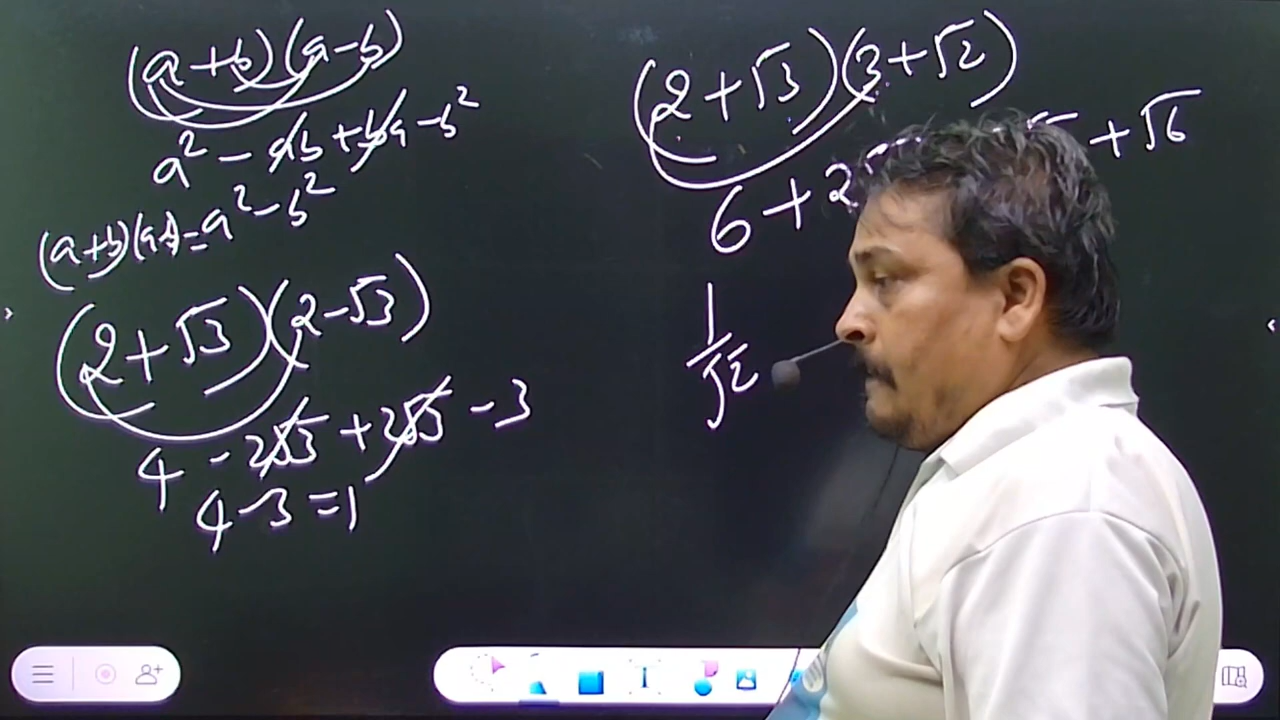 (a+b)(a-b)
a² - ab + ba - b²
(a+b)(a-b) = a² - b²
(2+√3)(2-√3)
4 - 2√3 + 2√3 - 3
4-3 = 1
(2+√3)(3+√2)
6 + 2 + √6
1/√2
T